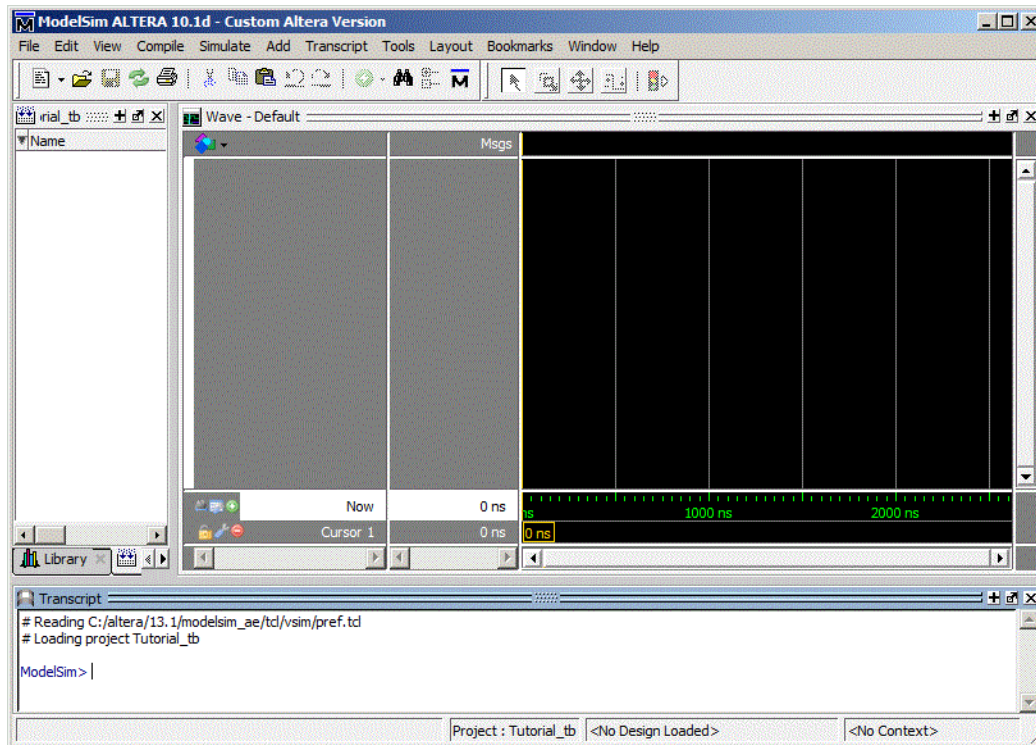 ModelSim ALTERA 10.1d - Custom Altera Version
File Edit View Compile Simulate Add Transcript Tools Layout Bookmarks Window Help
rial_tb
Wave - Default
Name
Msgs
Now
0 ns
ns
1000 ns
2000 ns
Cursor 1
0 ns
0 ns
Library
Transcript
# Reading C:/altera/13.1/modelsim_ae/tcl/vsim/pref.tcl
# Loading project Tutorial_tb
ModelSim>
Project : Tutorial_tb
<No Design Loaded>
<No Context>